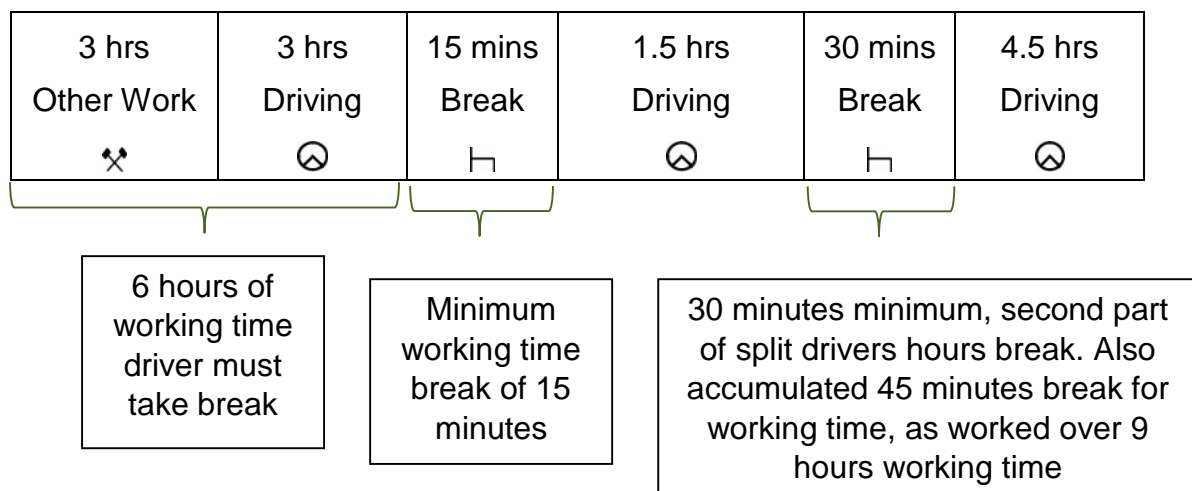 3 hrs
Other Work
3 hrs
Driving
15 mins
Break
1.5 hrs
Driving
30 mins
Break
4.5 hrs
Driving
6 hours of
working time
driver must
take break
Minimum
working time
break of 15
minutes
30 minutes minimum, second part
of split drivers hours break. Also
accumulated 45 minutes break for
working time, as worked over 9
hours working time